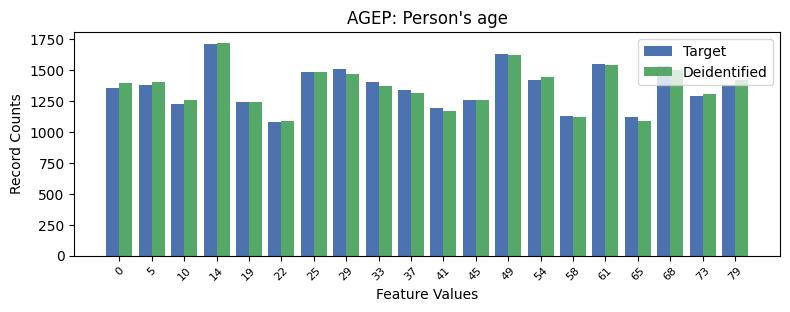 AGEP: Person's age
Record Counts
1750
1500
1250
1000
750
500
250
0
Target
Deidentified
0 5 10 14 19 22 25 29 33 37 41 45 49 54 58 61 65 68 73 79
Feature Values